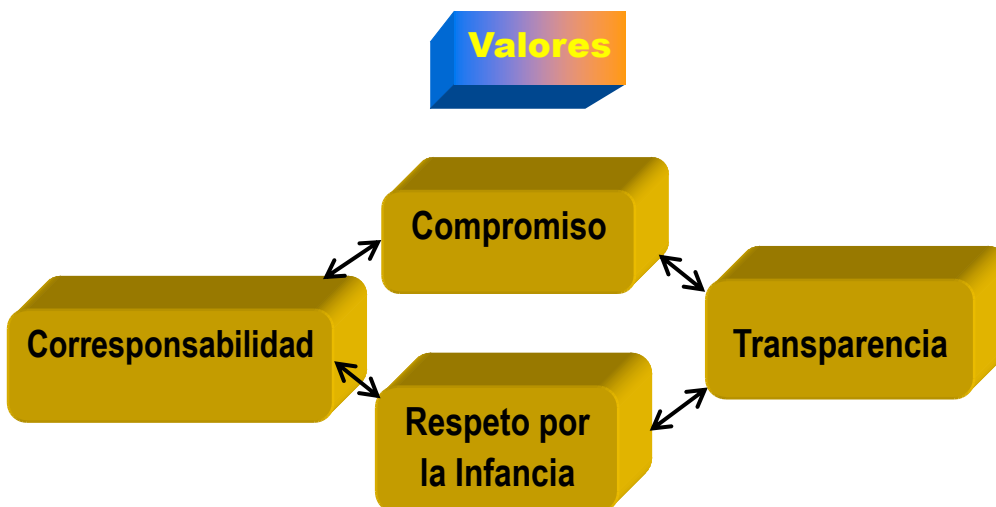 Valores
Compromiso
Corresponsabilidad
Transparencia
Respeto por
la Infancia